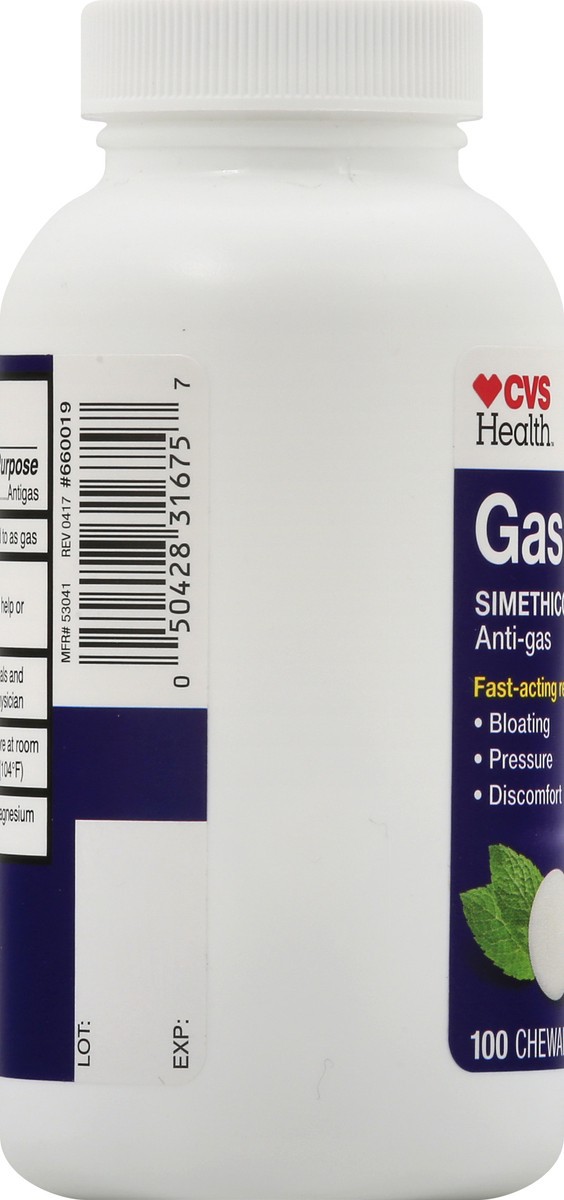 Purpose
....Antigas
to as gas
help or
als and
ysician
re at room
(104°F)
agnesium
MFR# 53041 REV 0417 #660019
0 50428 31675 7
LOT:
EXP:
CVS
Health.
Gas
SIMETHICO
Anti-gas
Fast-acting re
• Bloating
• Pressure
• Discomfort
100 CHEWA